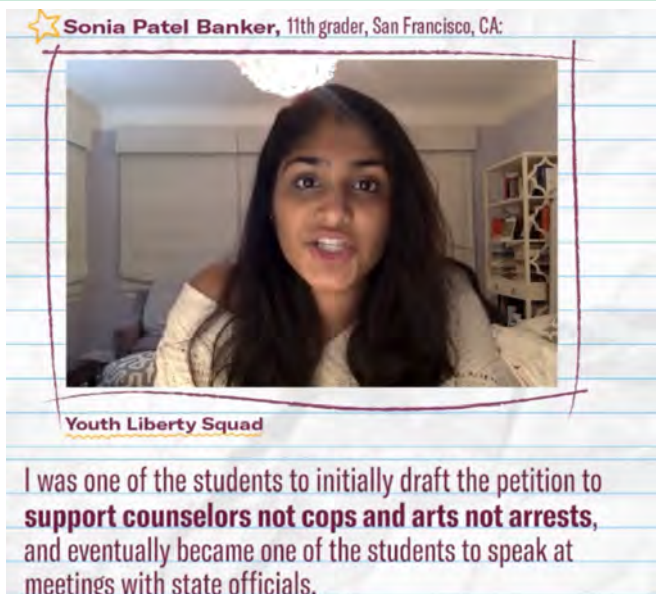 Sonia Patel Banker, 11th grader, San Francisco, CA:
Youth Liberty Squad
I was one of the students to initially draft the petition to
support counselors not cops and arts not arrests,
and eventually became one of the students to speak at
meetings with state officials.